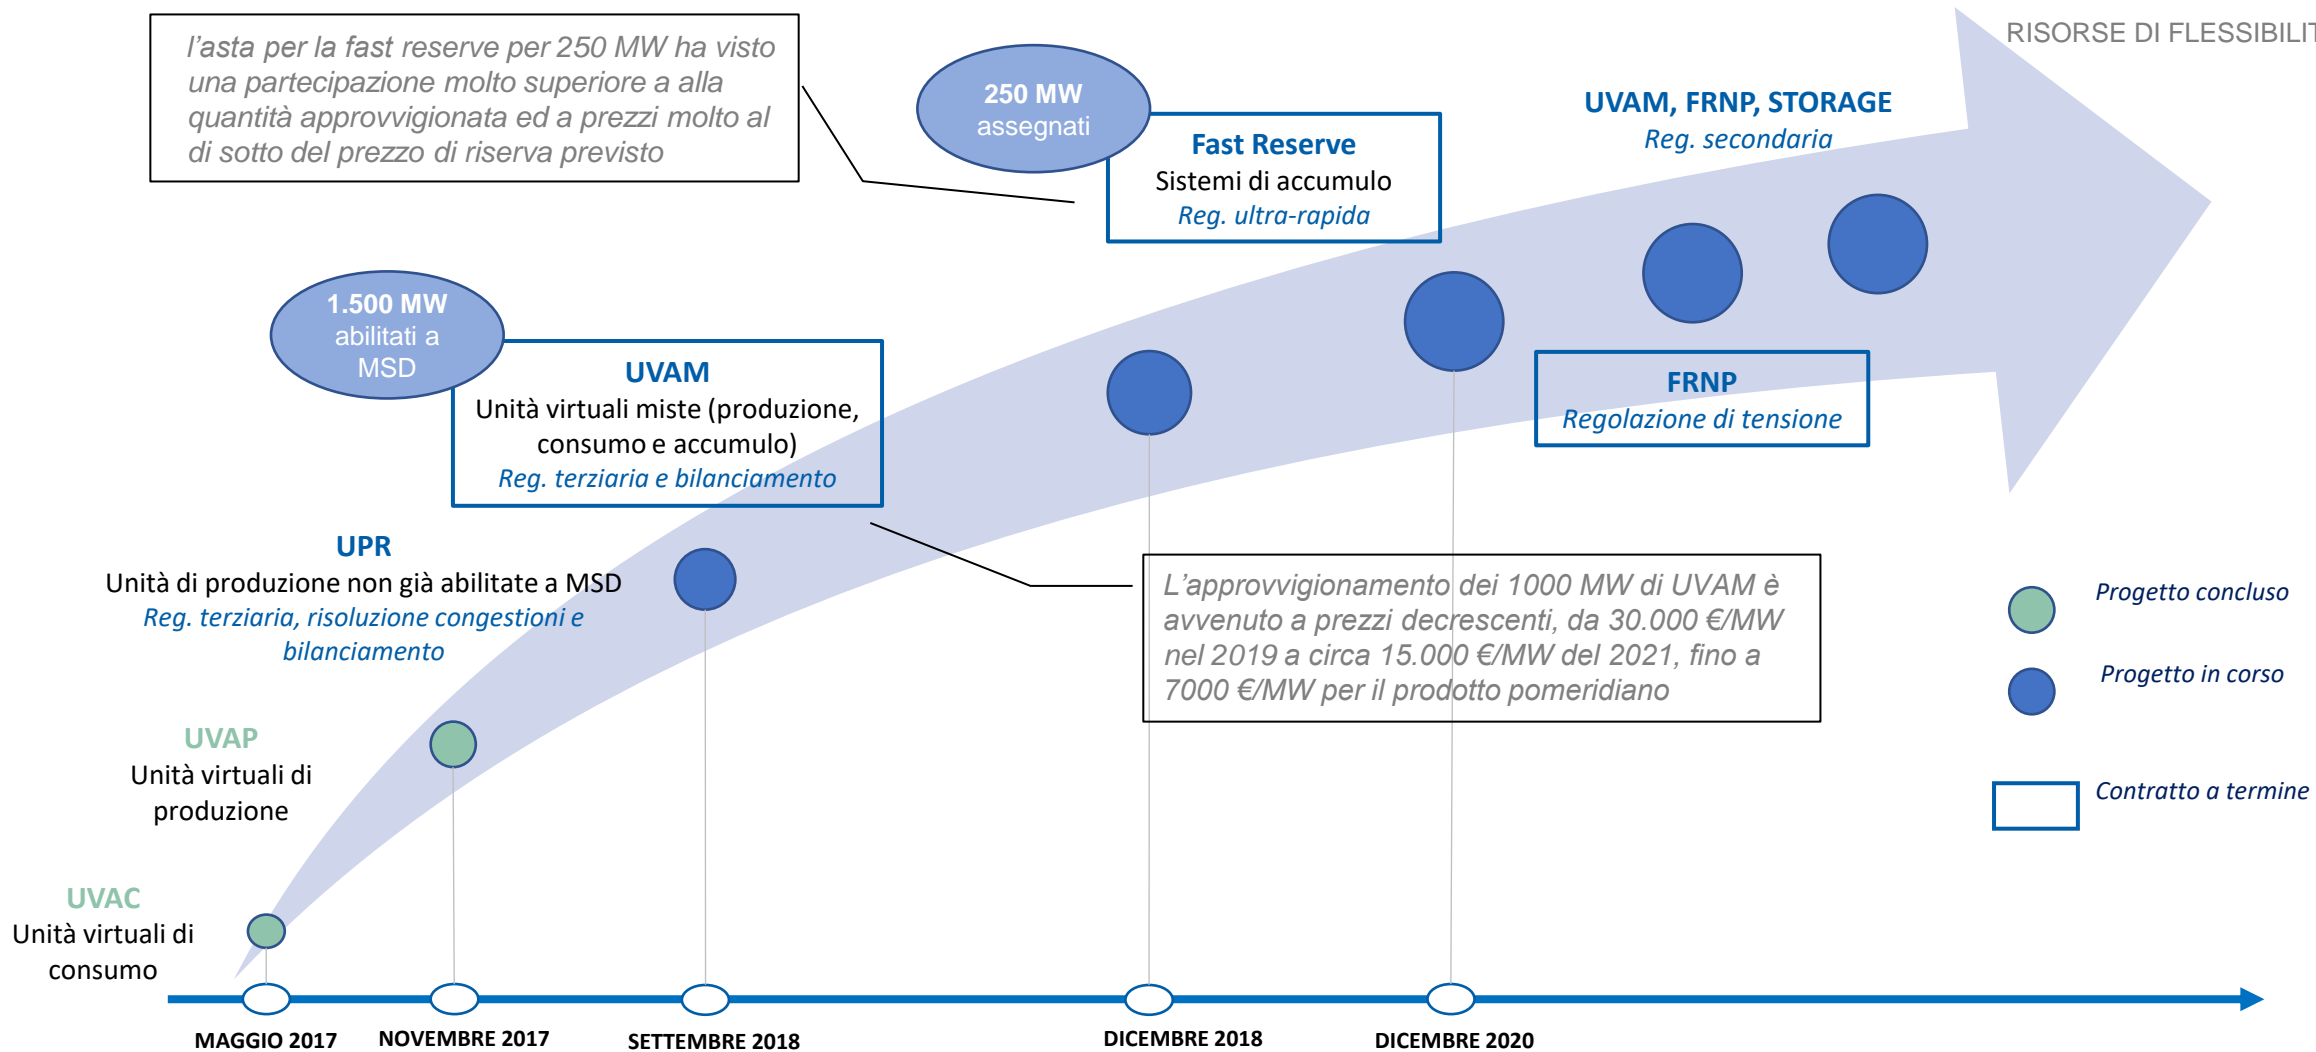 l'asta per la fast reserve per 250 MW ha visto
una partecipazione molto superiore a alla
quantità approvvigionata ed a prezzi molto al
di sotto del prezzo di riserva previsto
250 MW
assegnati
Fast Reserve
Sistemi di accumulo
Reg. ultra-rapida
UVAM, FRNP, STORAGE
Reg. secondaria
RISORSE DI FLESSIBILIT
1.500 MW
abilitati a
MSD
UVAM
Unità virtuali miste (produzione,
consumo e accumulo)
Reg. terziaria e bilanciamento
FRNP
Regolazione di tensione
UPR
Unità di produzione non già abilitate a MSD
Reg. terziaria, risoluzione congestioni e
bilanciamento
L'approvvigionamento dei 1000 MW di UVAM è
avvenuto a prezzi decrescenti, da 30.000 €/MW
nel 2019 a circa 15.000 €/MW del 2021, fino a
7000 €/MW per il prodotto pomeridiano
Progetto concluso
Progetto in corso
Contratto a termine
UVAP
Unità virtuali di
produzione
UVAC
Unità virtuali di
consumo
MAGGIO 2017
NOVEMBRE 2017
SETTEMBRE 2018
DICEMBRE 2018
DICEMBRE 2020